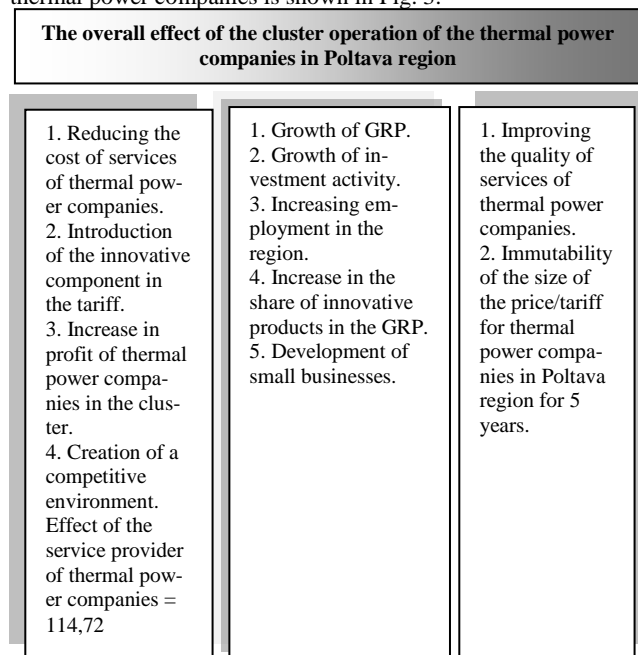 thermal power companies is shown in Fig. 3.
The overall effect of the cluster operation of the thermal power
companies in Poltava region
1. Reducing the
cost of services
of thermal pow-
er companies.
2. Introduction
of the innovative
component in
the tariff.
3. Increase in
profit of thermal
power compa-
nies in the clus-
ter.
4. Creation of a
competitive
environment.
Effect of the
service provider
of thermal pow-
er companies =
114,72
1. Growth of GRP.
2. Growth of in-
vestment activity.
3. Increasing em-
ployment in the
region.
4. Increase in the
share of innovative
products in the GRP.
5. Development of
small businesses.
1. Improving
the quality of
services of
thermal power
companies.
2. Immutability
of the size of
the price/tariff
for thermal
power compa-
nies in Poltava
region for 5
years.